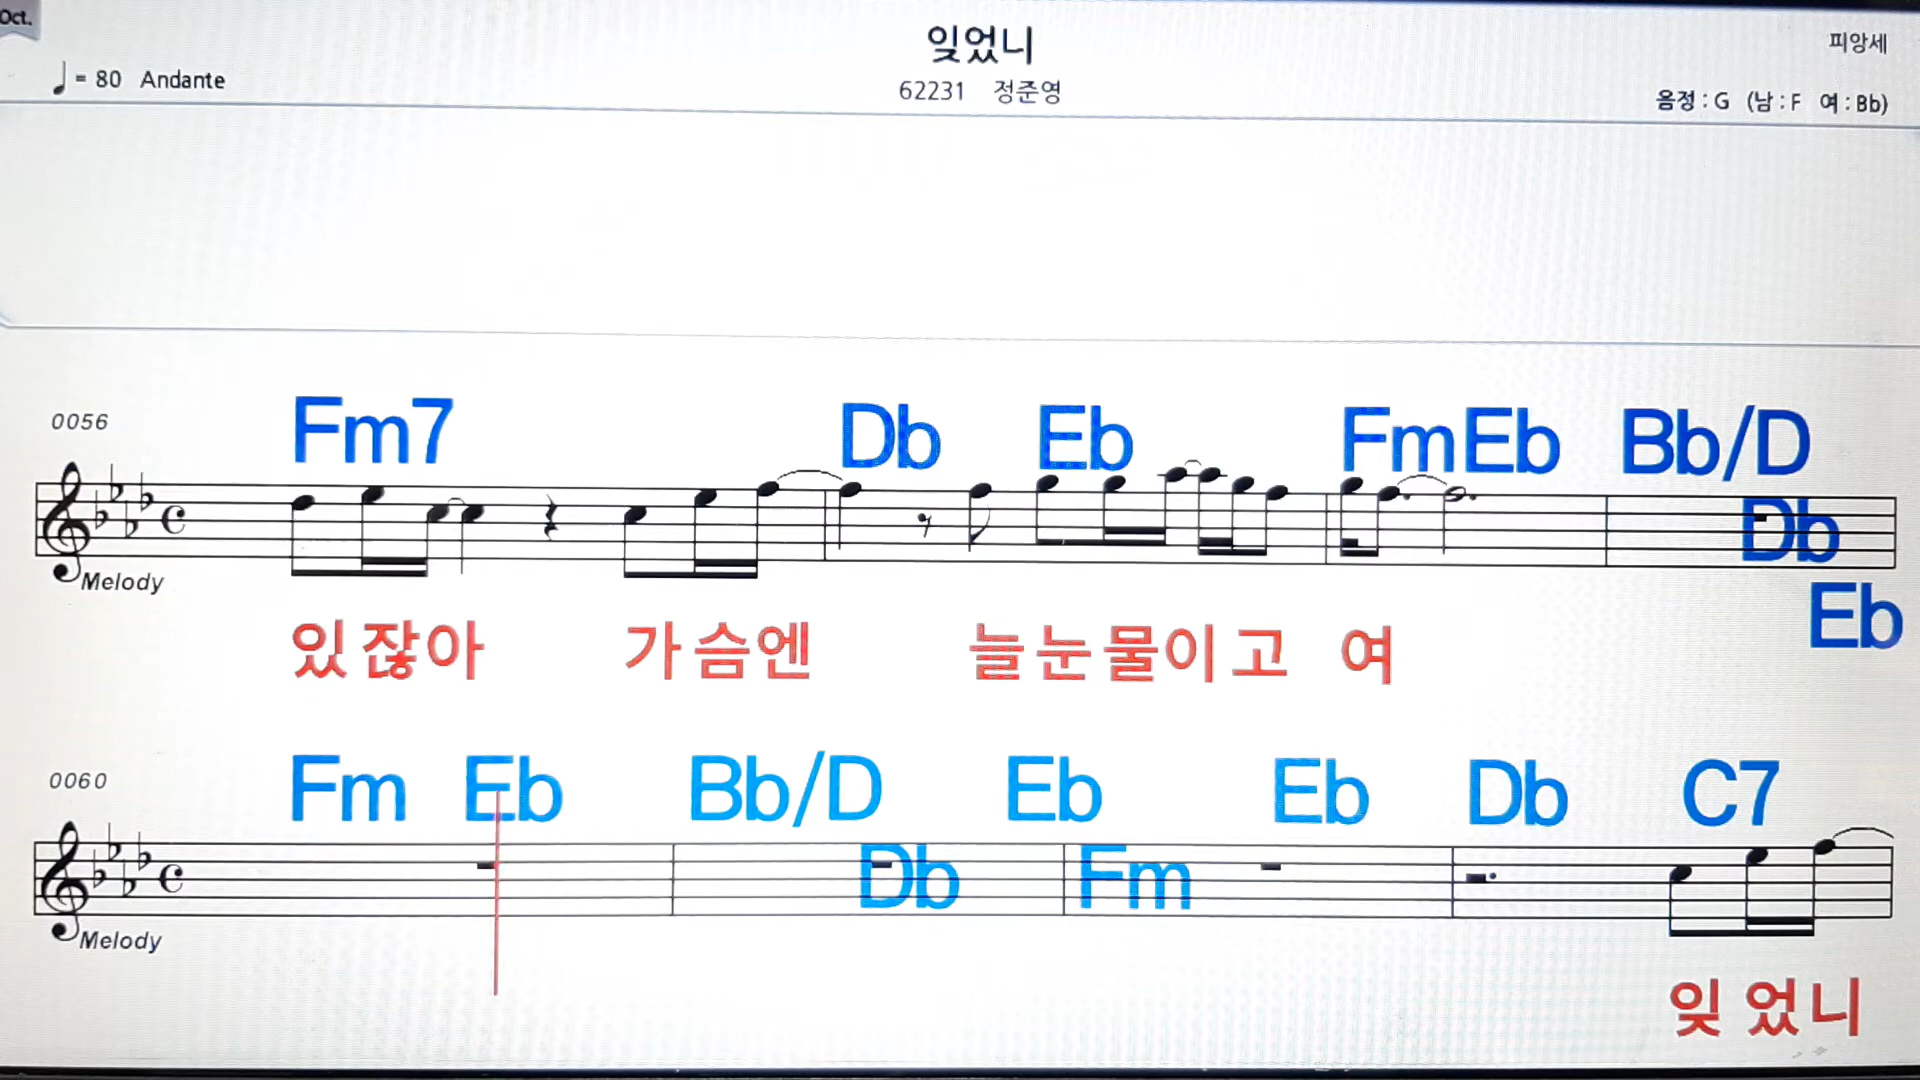 Oct.
잊었니
피앙세
♩= 80 Andante
62231 정준영
음정 : G (남 : F 여 : Bb)
0056
Fm7 Db Eb Fm Eb Bb/D
Db
Melody
Eb
있 잖 아 가 슴 엔 늘 눈 물 이 고 여
0060
Fm Eb Bb/D Eb Eb Db C7
Db Fm
Melody
잊 었 니